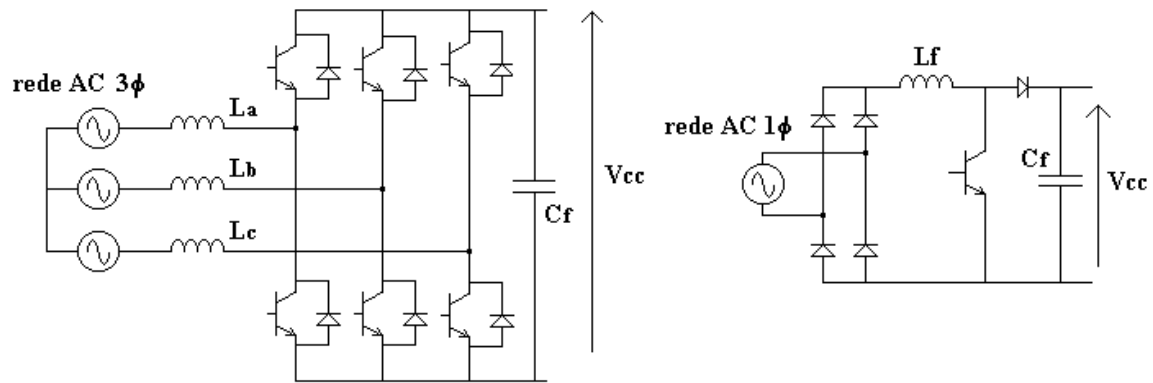 rede AC 3ϕ
La
Lb
Lc
Cf
Vcc
Lf
rede AC 1ϕ
Cf
Vcc